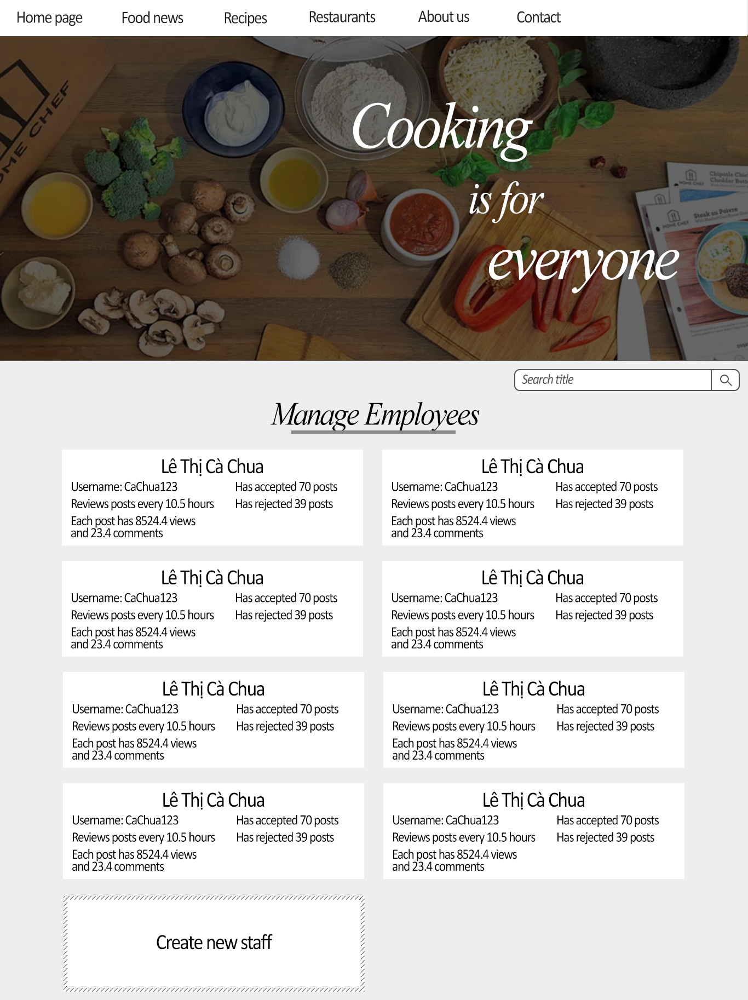 Home page Food news Recipes Restaurants About us Contact
HOME CHEF
Cooking
is for
everyone
HOME CHEF
Chipotle
Cheddar
HOME CHEF
Steak au Poivre
Search title
Manage Employees
Lê Thị Cà Chua
Username: CaChua123
Has accepted 70 posts
Reviews posts every 10.5 hours
Has rejected 39 posts
Each post has 8524.4 views
and 23.4 comments
Lê Thị Cà Chua
Username: CaChua123
Has accepted 70 posts
Reviews posts every 10.5 hours
Has rejected 39 posts
Each post has 8524.4 views
and 23.4 comments
Lê Thị Cà Chua
Username: CaChua123
Has accepted 70 posts
Reviews posts every 10.5 hours
Has rejected 39 posts
Each post has 8524.4 views
and 23.4 comments
Lê Thị Cà Chua
Username: CaChua123
Has accepted 70 posts
Reviews posts every 10.5 hours
Has rejected 39 posts
Each post has 8524.4 views
and 23.4 comments
Lê Thị Cà Chua
Username: CaChua123
Has accepted 70 posts
Reviews posts every 10.5 hours
Has rejected 39 posts
Each post has 8524.4 views
and 23.4 comments
Lê Thị Cà Chua
Username: CaChua123
Has accepted 70 posts
Reviews posts every 10.5 hours
Has rejected 39 posts
Each post has 8524.4 views
and 23.4 comments
Lê Thị Cà Chua
Username: CaChua123
Has accepted 70 posts
Reviews posts every 10.5 hours
Has rejected 39 posts
Each post has 8524.4 views
and 23.4 comments
Lê Thị Cà Chua
Username: CaChua123
Has accepted 70 posts
Reviews posts every 10.5 hours
Has rejected 39 posts
Each post has 8524.4 views
and 23.4 comments
Create new staff